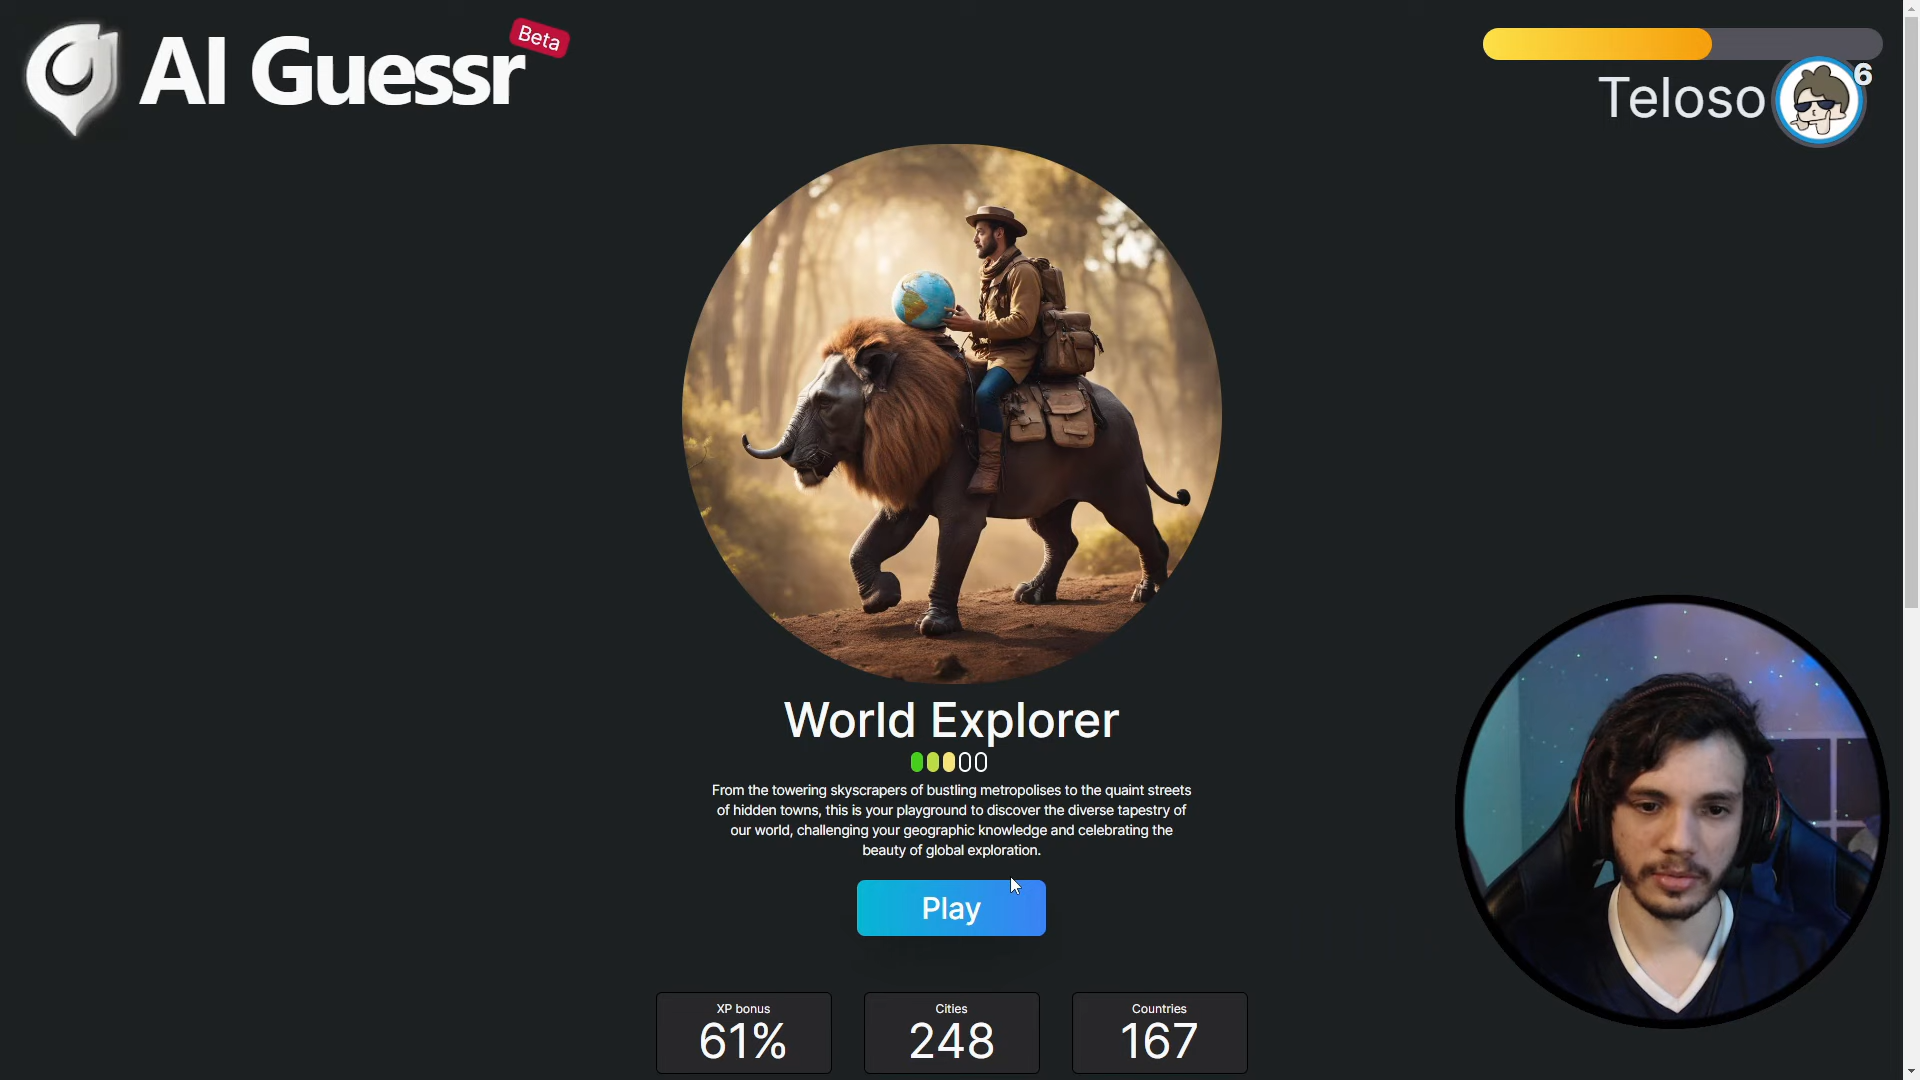 AI Guessr
Beta
Teloso
6
World Explorer
From the towering skyscrapers of bustling metropolises to the quaint streets
of hidden towns, this is your playground to discover the diverse tapestry of
our world, challenging your geographic knowledge and celebrating the
beauty of global exploration.
Play
XP bonus
61%
Cities
248
Countries
167